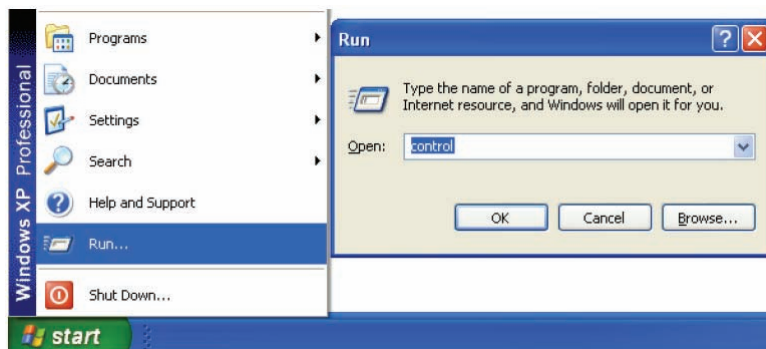 Windows XP Professional
Programs
Documents
Settings
Search
Help and Support
Run...
Shut Down...
start
Run
Type the name of a program, folder, document, or
Internet resource, and Windows will open it for you.
Open: control
OK Cancel Browse...